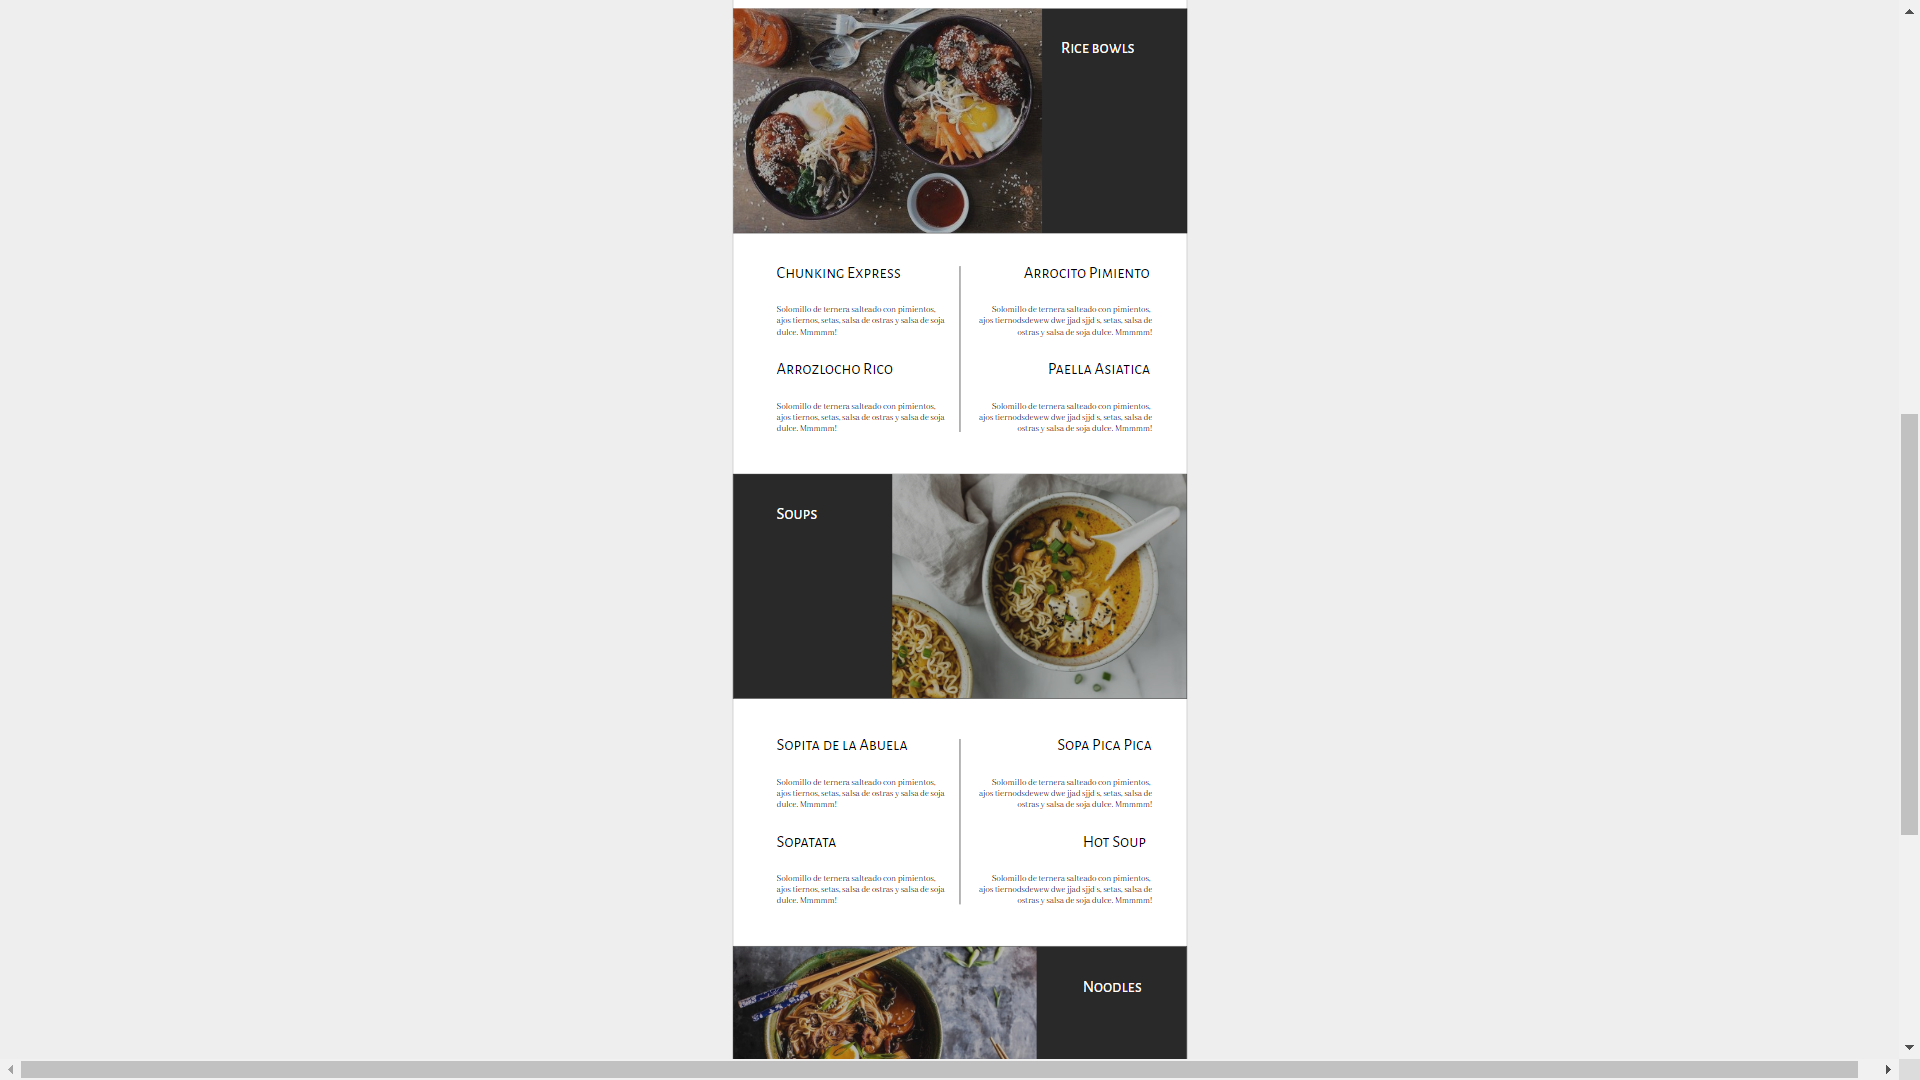 Rice bowls
Chunking Express
Solomillo de ternera salteado con pimientos,
ajos tiernos, setas, salsa de ostras y salsa de soja
dulce. Mmmmm!
Arrocito Pimiento
Solomillo de ternera salteado con pimientos,
ajos tiernodsdewew dwe jjad sjjd s, setas, salsa de
ostras y salsa de soja dulce. Mmmmm!
Arrozlocho Rico
Solomillo de ternera salteado con pimientos,
ajos tiernos, setas, salsa de ostras y salsa de soja
dulce. Mmmmm!
Paella Asiatica
Solomillo de ternera salteado con pimientos,
ajos tiernodsdewew dwe jjad sjjd s, setas, salsa de
ostras y salsa de soja dulce. Mmmmm!
Soups
Sopita de la Abuela
Solomillo de ternera salteado con pimientos,
ajos tiernos, setas, salsa de ostras y salsa de soja
dulce. Mmmmm!
Sopa Pica Pica
Solomillo de ternera salteado con pimientos,
ajos tiernodsdewew dwe jjad sjjd s, setas, salsa de
ostras y salsa de soja dulce. Mmmmm!
Sopatata
Solomillo de ternera salteado con pimientos,
ajos tiernos, setas, salsa de ostras y salsa de soja
dulce. Mmmmm!
Hot Soup
Solomillo de ternera salteado con pimientos,
ajos tiernodsdewew dwe jjad sjjd s, setas, salsa de
ostras y salsa de soja dulce. Mmmmm!
Noodles